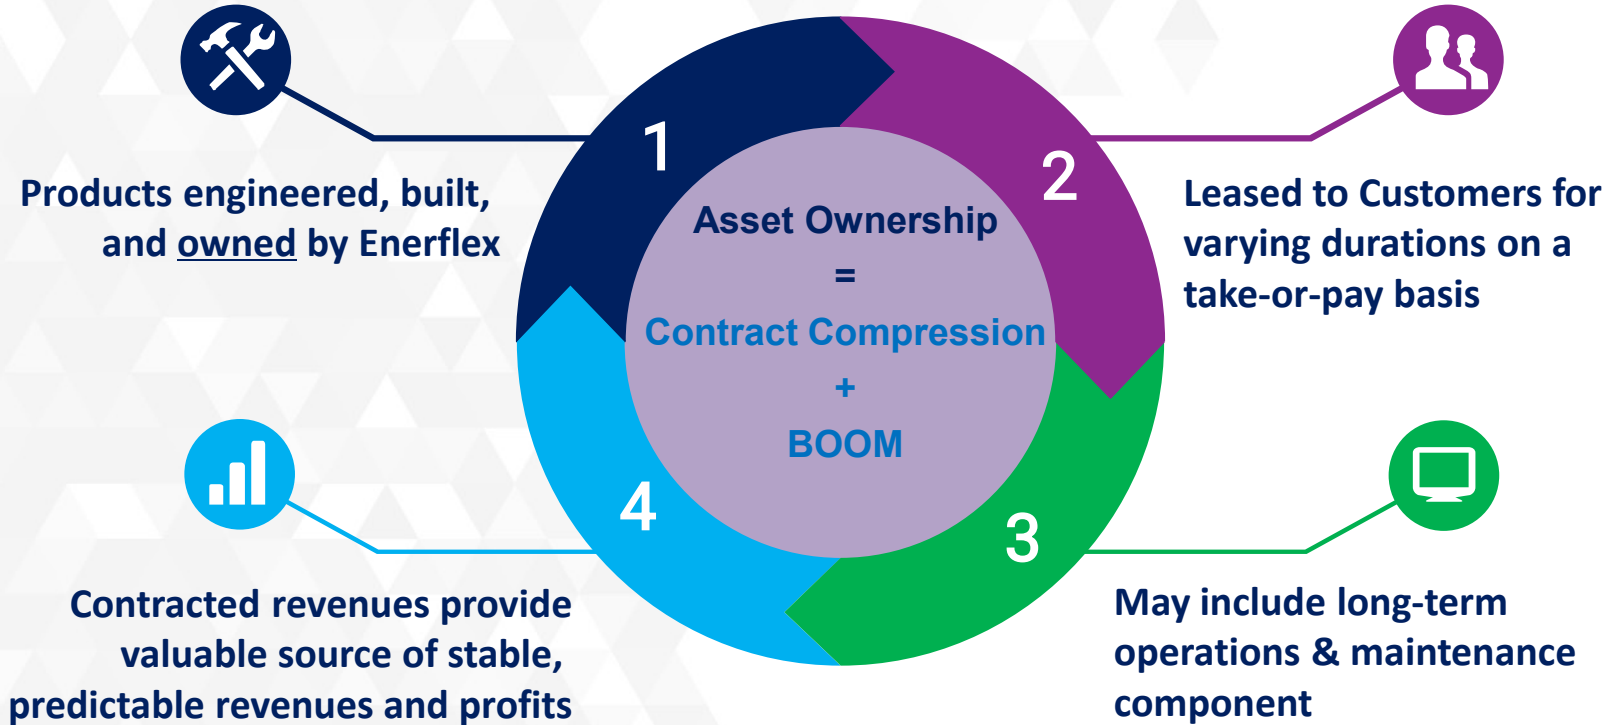 1
Products engineered, built,
and owned by Enerflex
2
Leased to Customers for
varying durations on a
take-or-pay basis
Asset Ownership
=
Contract Compression
+
BOOM
3
May include long-term
operations & maintenance
component
4
Contracted revenues provide
valuable source of stable,
predictable revenues and profits